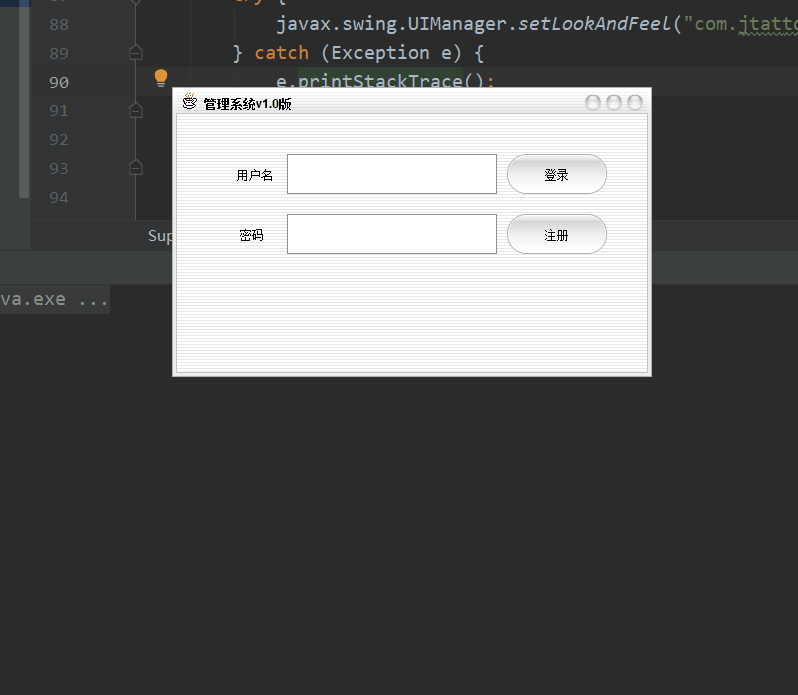 88 javax.swing.UIManager.setLookAndFeel("com.jtatto
89 } catch (Exception e) {
90 e.printStackTrace();
91
92
93
94
管理系统v1.0版
用户名
登录
密码
注册
Sup
va.exe ...